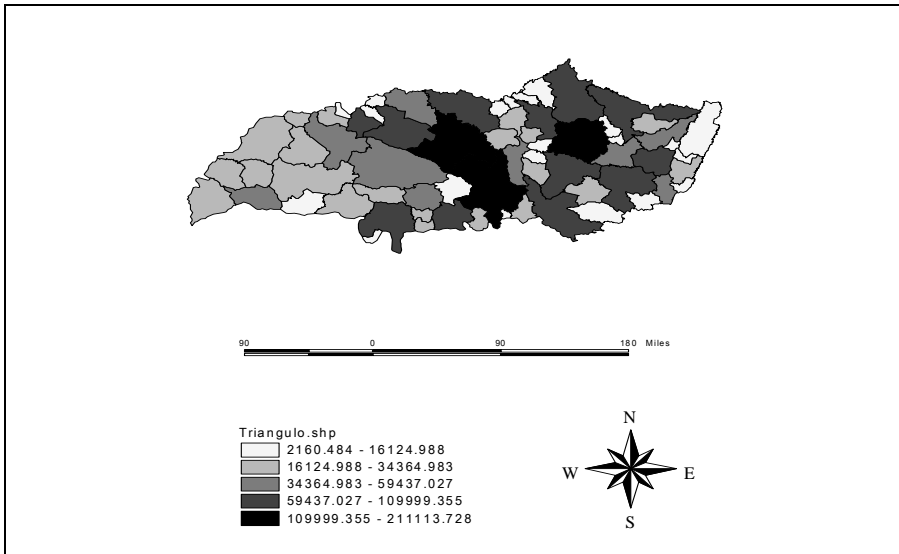 90 0 90 180 Miles
Triangulo.shp
2160.484 - 16124.988
16124.988 - 34364.983
34364.983 - 59437.027
59437.027 - 109999.355
109999.355 - 211113.728
N
W E
S